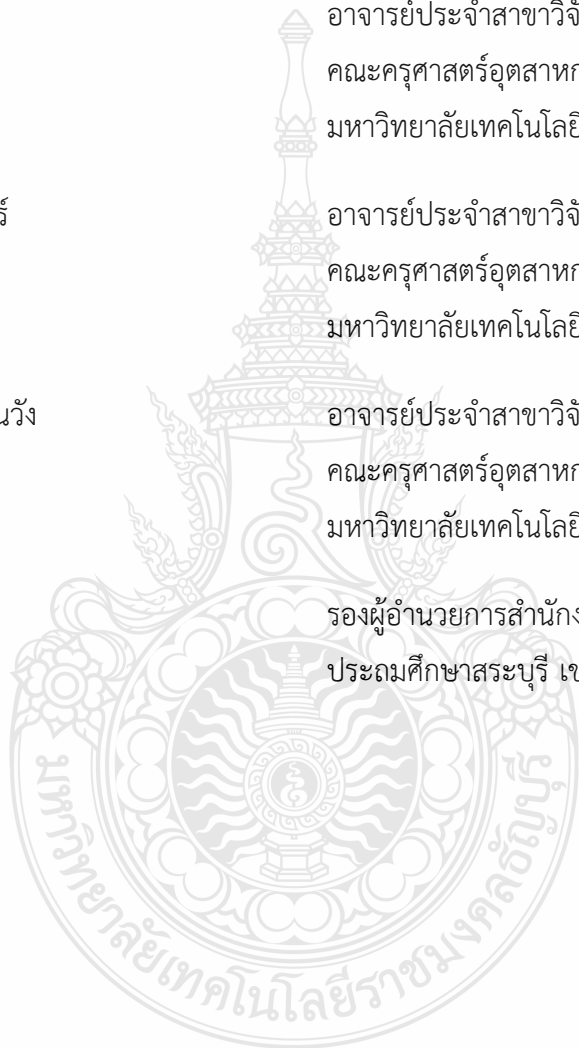 อาจารย์ประจำสาขาวิจั
คณะครุศาสตร์อุตสาหก
มหาวิทยาลัยเทคโนโลยี
ร์ อาจารย์ประจำสาขาวิจั
คณะครุศาสตร์อุตสาหก
มหาวิทยาลัยเทคโนโลยี
นวัง อาจารย์ประจำสาขาวิจั
คณะครุศาสตร์อุตสาหก
มหาวิทยาลัยเทคโนโลยี
รองผู้อำนวยการสำนักง
ประถมศึกษาสระบุรี เข
มหาวิทยาลัยเทคโนโลยีราชมงคลธัญบุรี